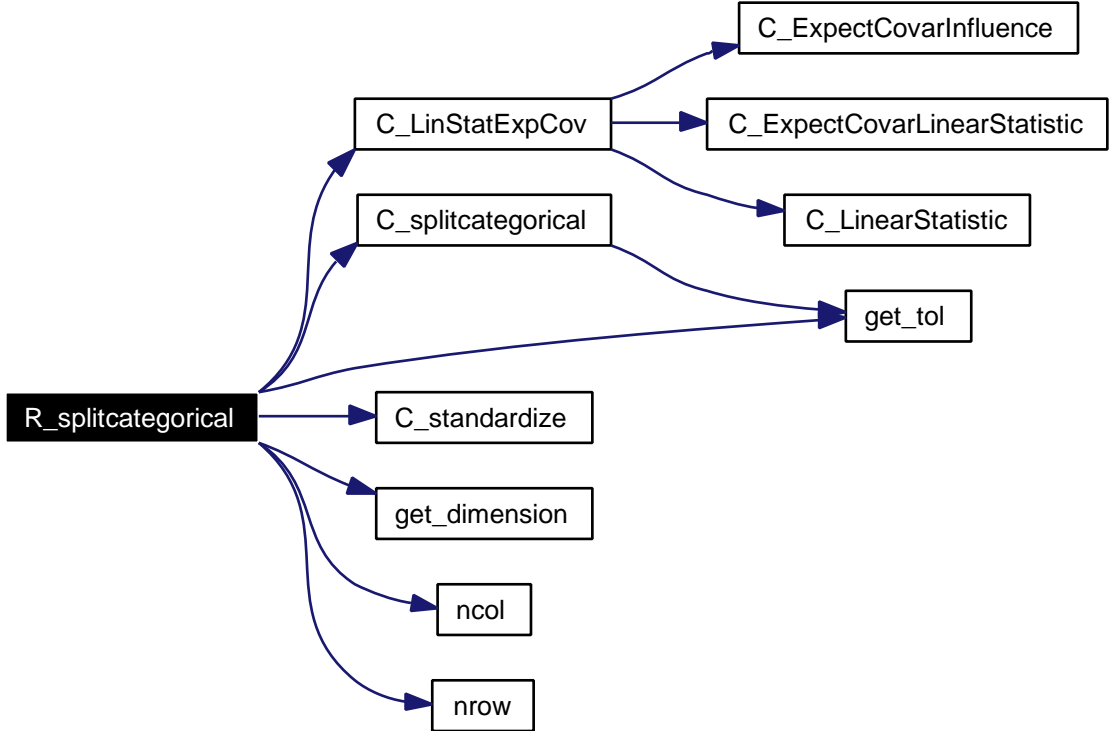 C_ExpectCovarInfluence
C_LinStatExpCov
C_ExpectCovarLinearStatistic
C_splitcategorical
C_LinearStatistic
get_tol
R_splitcategorical
C_standardize
get_dimension
ncol
nrow